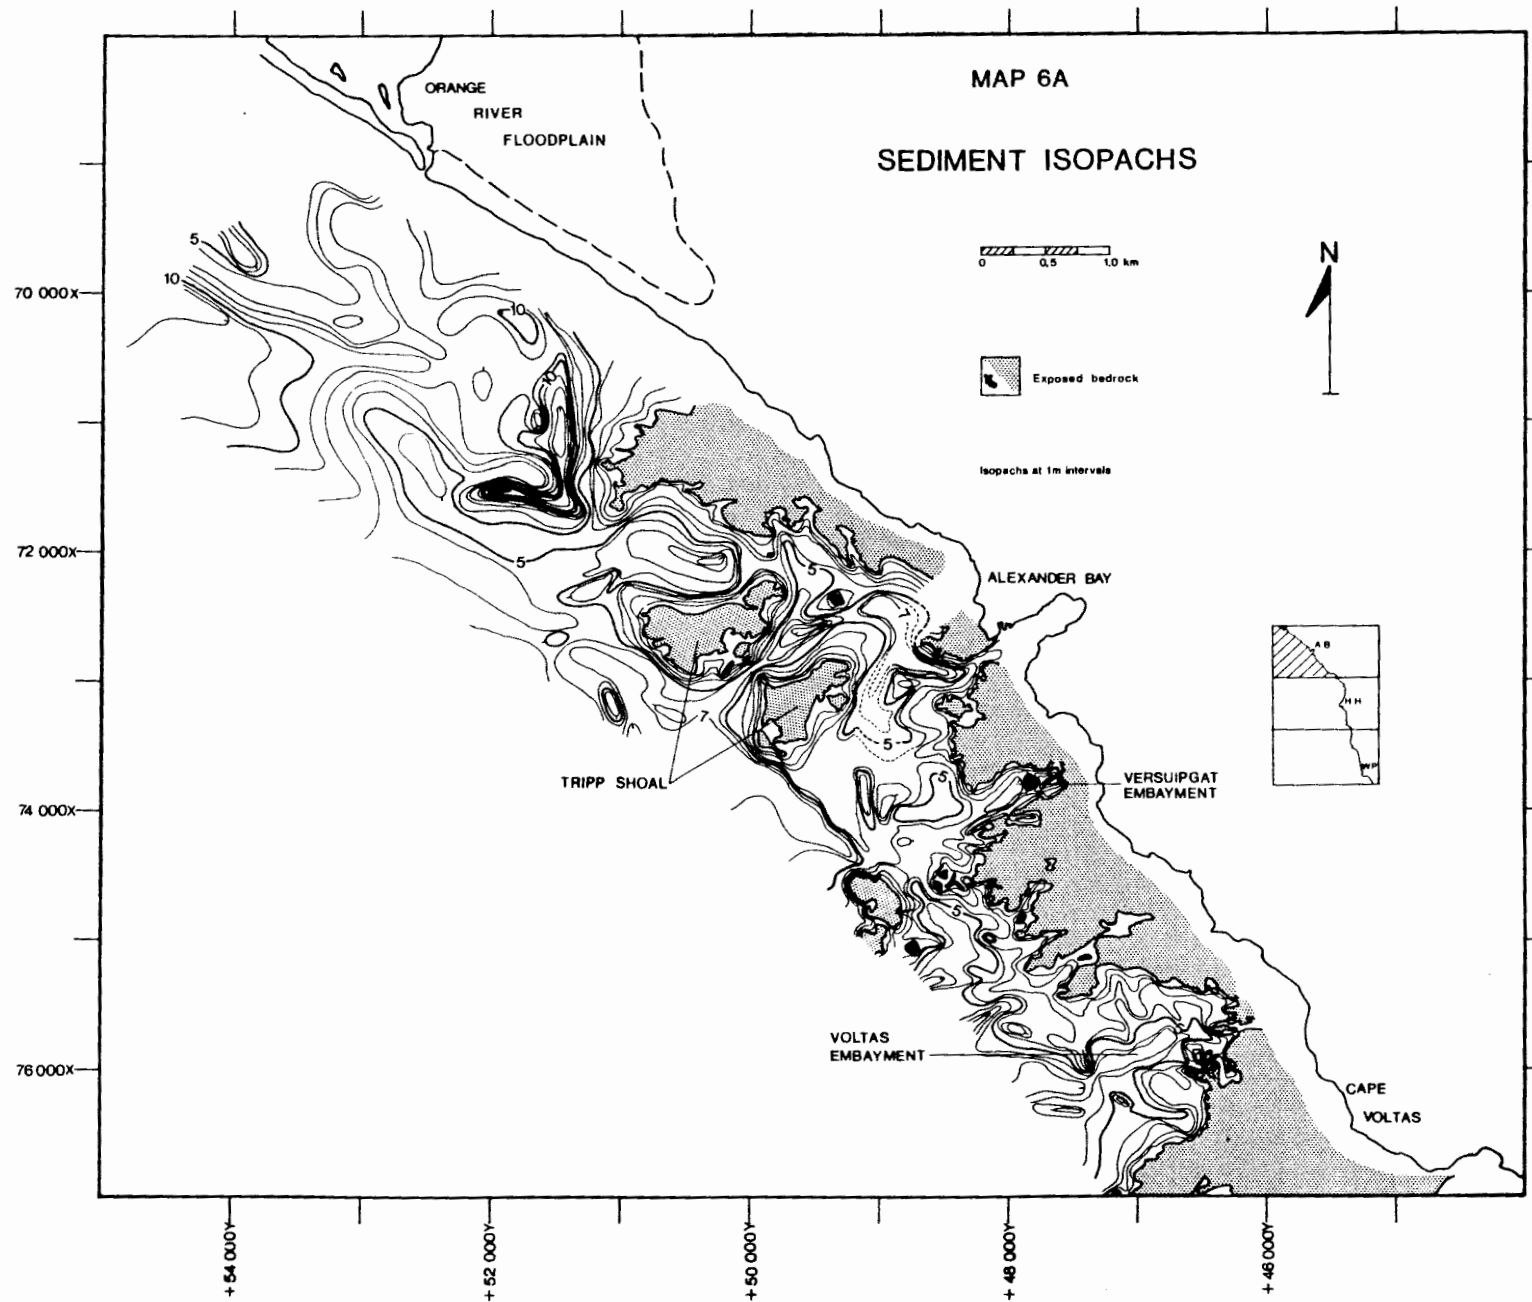 MAP 6A
SEDIMENT ISOPACHS
ORANGE
RIVER
FLOODPLAIN
0 0,5 1,0 km
N
Exposed bedrock
Isopachs at 1m intervals
5
10
10
10
5
5
7
7
5
5
5
ALEXANDER BAY
TRIPP SHOAL
VERSUIPGAT
EMBAYMENT
VOLTAS
EMBAYMENT
CAPE
VOLTAS
AB
HH
WP
70 000X
72 000X
74 000X
76 000X
+54 000Y
+52 000Y
+50 000Y
+48 000Y
+46 000Y